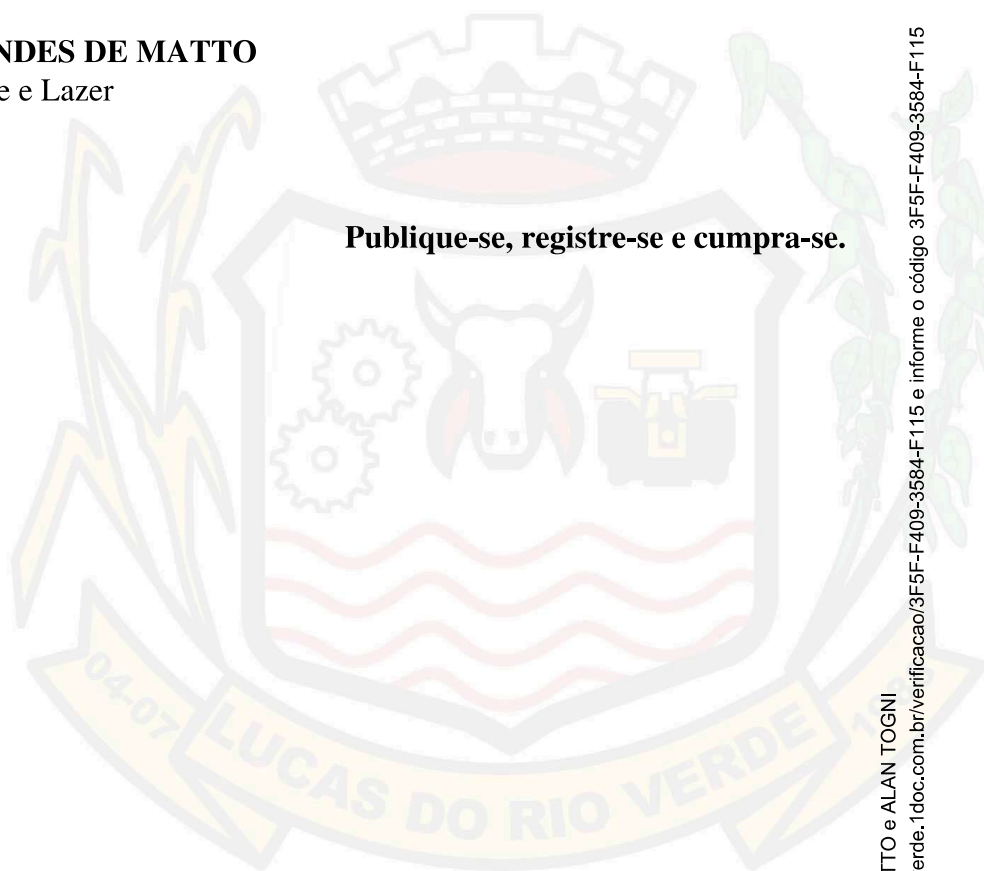 NDES DE MATTO
e e Lazer
Publique-se, registre-se e cumpra-se.
04-07
LUCAS DO RIO VERDE
TTO e ALAN TOGNI
erde.1doc.com.br/verificacao/3F5F-F409-3584-F115 e informe o código 3F5F-F409-3584-F115